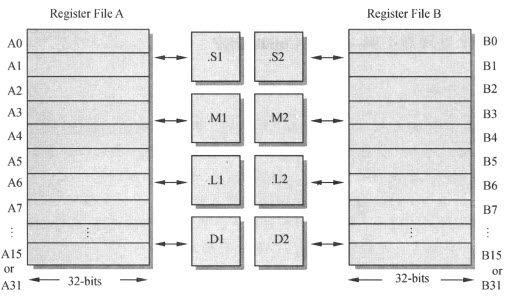 Register File A
Register File B
A0
A1
A2
A3
A4
A5
A6
A7
⋮
⋮
A15
or
A31
32-bits
.S1
.S2
.M1
.M2
.L1
.L2
.D1
.D2
B0
B1
B2
B3
B4
B5
B6
B7
⋮
⋮
B15
or
B31
32-bits